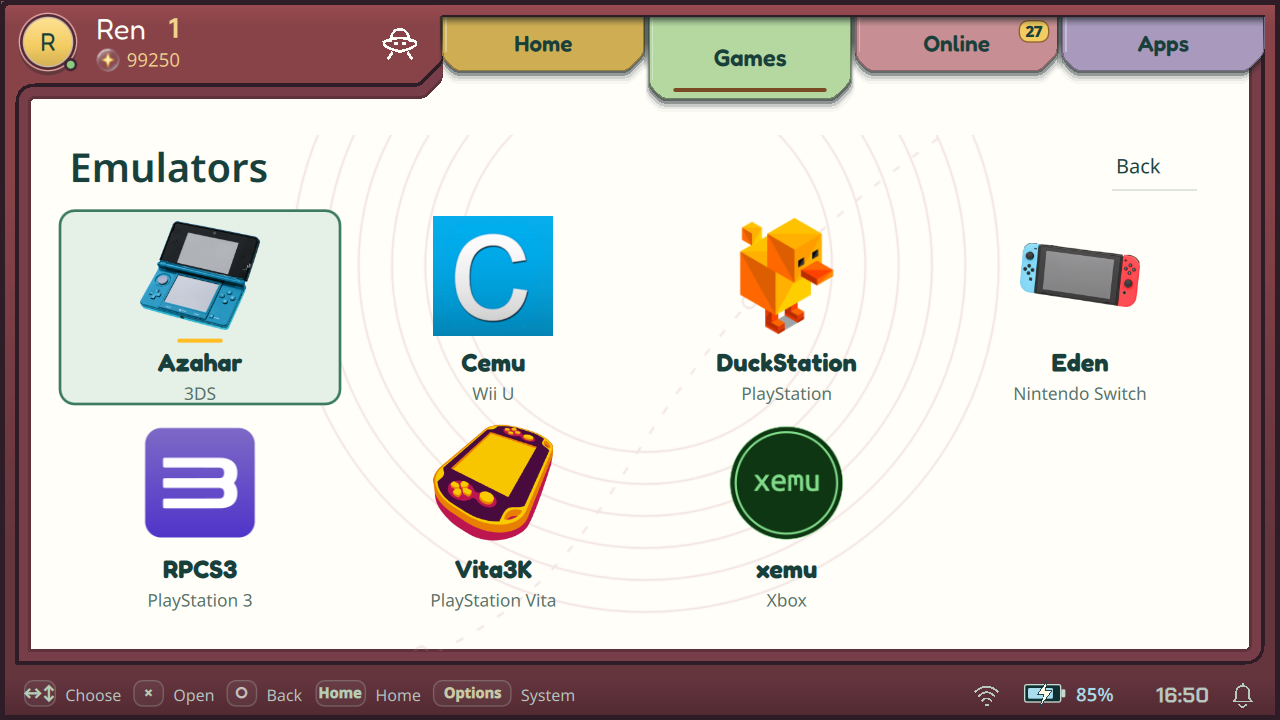 R
Ren 1
99250
Home
Games
Online
27
Apps
Emulators
Back
Azahar
3DS
C
Cemu
Wii U
DuckStation
PlayStation
Eden
Nintendo Switch
RPCS3
PlayStation 3
Vita3K
PlayStation Vita
xemu
xemu
Xbox
Choose
Open
Back
Home Home
Options System
85%
16:50